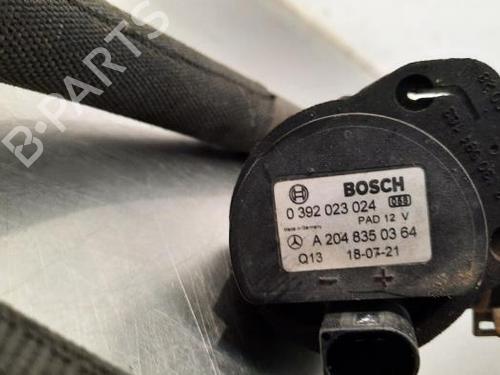 BOSCH
0 392 023 024 068
PAD 12 V
Made in Germany
A 204 835 03 64
Q13 18-07-21
- +
B-PARTS